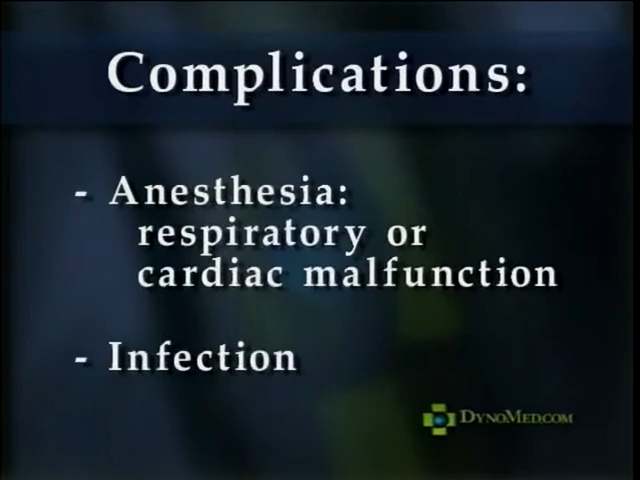 Complications:
- Anesthesia:
respiratory or
cardiac malfunction
- Infection
DYNOMED.COM